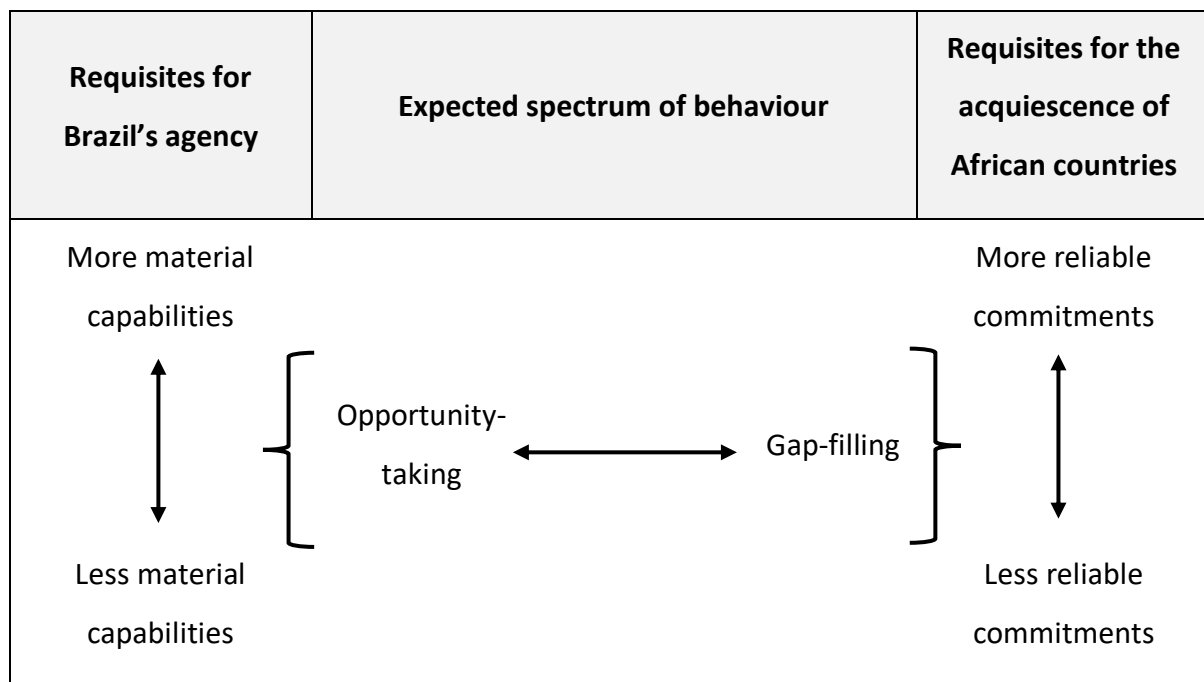 Requisites for
Brazil’s agency
Expected spectrum of behaviour
Requisites for the
acquiescence of
African countries
More material
capabilities
Less material
capabilities
Opportunity-
taking
Gap-filling
More reliable
commitments
Less reliable
commitments